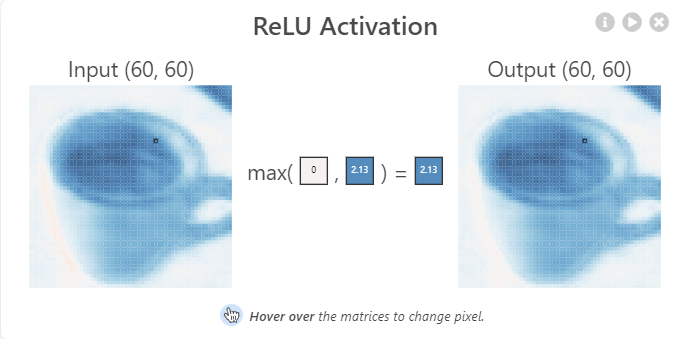 ReLU Activation
Input (60, 60)
Output (60, 60)
max( 0 , 2.13 ) = 2.13
Hover over the matrices to change pixel.